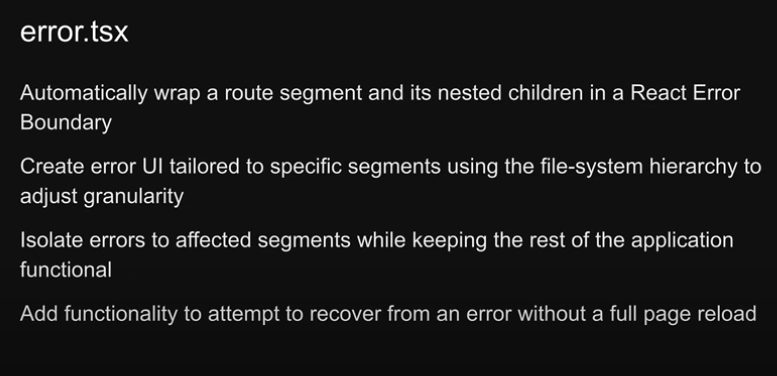 error.tsx
Automatically wrap a route segment and its nested children in a React Error
Boundary
Create error UI tailored to specific segments using the file-system hierarchy to
adjust granularity
Isolate errors to affected segments while keeping the rest of the application
functional
Add functionality to attempt to recover from an error without a full page reload